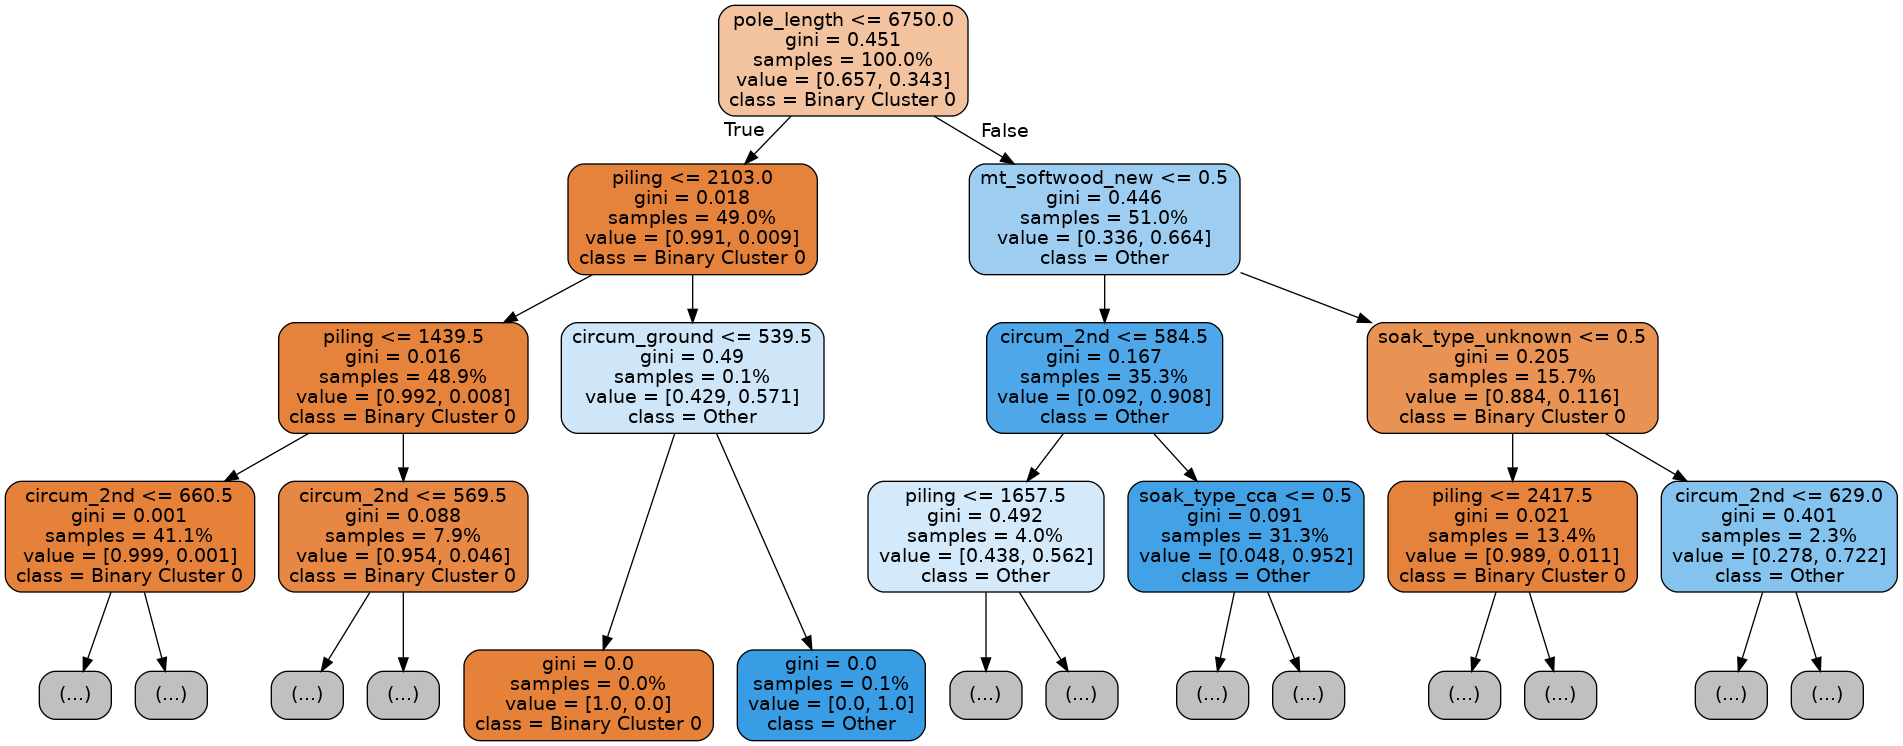 pole_length <= 6750.0
gini = 0.451
samples = 100.0%
value = [0.657, 0.343]
class = Binary Cluster 0
True
False
piling <= 2103.0
gini = 0.018
samples = 49.0%
value = [0.991, 0.009]
class = Binary Cluster 0
mt_softwood_new <= 0.5
gini = 0.446
samples = 51.0%
value = [0.336, 0.664]
class = Other
piling <= 1439.5
gini = 0.016
samples = 48.9%
value = [0.992, 0.008]
class = Binary Cluster 0
circum_ground <= 539.5
gini = 0.49
samples = 0.1%
value = [0.429, 0.571]
class = Other
circum_2nd <= 584.5
gini = 0.167
samples = 35.3%
value = [0.092, 0.908]
class = Other
soak_type_unknown <= 0.5
gini = 0.205
samples = 15.7%
value = [0.884, 0.116]
class = Binary Cluster 0
circum_2nd <= 660.5
gini = 0.001
samples = 41.1%
value = [0.999, 0.001]
class = Binary Cluster 0
circum_2nd <= 569.5
gini = 0.088
samples = 7.9%
value = [0.954, 0.046]
class = Binary Cluster 0
piling <= 1657.5
gini = 0.492
samples = 4.0%
value = [0.438, 0.562]
class = Other
soak_type_cca <= 0.5
gini = 0.091
samples = 31.3%
value = [0.048, 0.952]
class = Other
piling <= 2417.5
gini = 0.021
samples = 13.4%
value = [0.989, 0.011]
class = Binary Cluster 0
circum_2nd <= 629.0
gini = 0.401
samples = 2.3%
value = [0.278, 0.722]
class = Other
(...)
(...)
(...)
(...)
gini = 0.0
samples = 0.0%
value = [1.0, 0.0]
class = Binary Cluster 0
gini = 0.0
samples = 0.1%
value = [0.0, 1.0]
class = Other
(...)
(...)
(...)
(...)
(...)
(...)
(...)
(...)